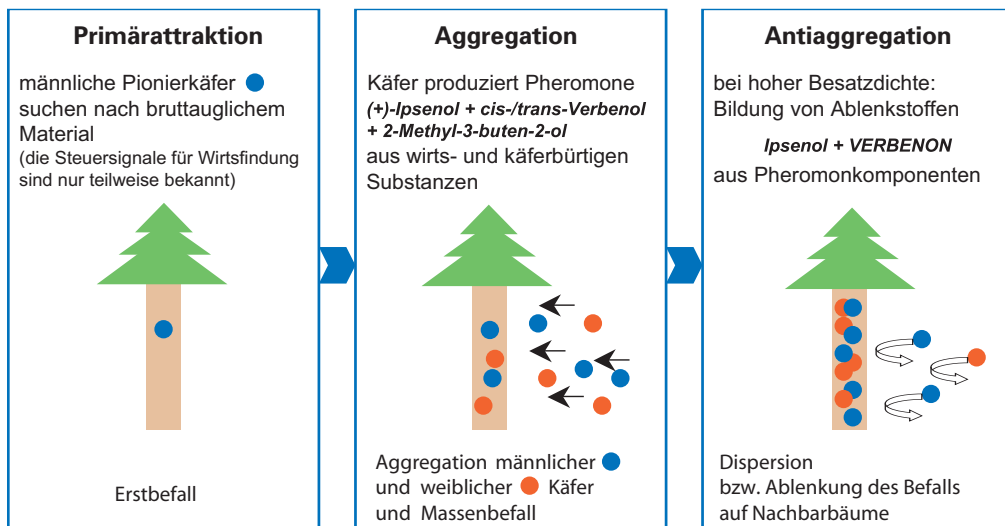 Primärattraktion
männliche Pionierkäfer
suchen nach bruttauglichem
Material
(die Steuersignale für Wirtsfindung
sind nur teilweise bekannt)
Erstbefall
Aggregation
Käfer produziert Pheromone
(+)-Ipsenol + cis-/trans-Verbenol
+ 2-Methyl-3-buten-2-ol
aus wirts- und käferbürtigen
Substanzen
Aggregation männlicher
und weiblicher Käfer
und Massenbefall
Antiaggregation
bei hoher Besatzdichte:
Bildung von Ablenkstoffen
Ipsenol + VERBENON
aus Pheromonkomponenten
Dispersion
bzw. Ablenkung des Befalls
auf Nachbarbäume